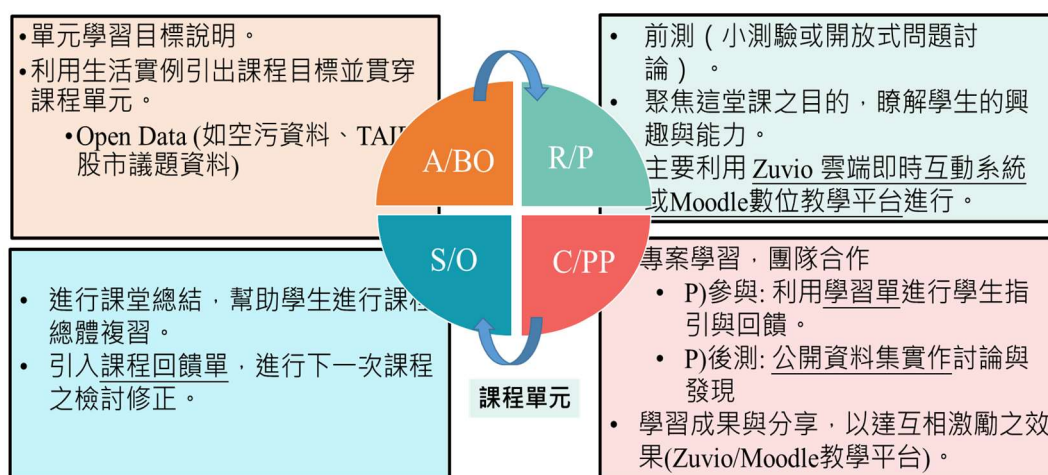 •單元學習目標說明。
•利用生活實例引出課程目標並貫穿
課程單元。
•Open Data (如空污資料、
股市議題資料)
• 前測（小測驗或開放式問題討
論）。
• 聚焦這堂課之目的，瞭解學生的興
趣與能力。
主要利用 Zuvio 雲端即時互動系統
或Moodle數位教學平台進行。
A/BO
R/P
S/O
C/PP
• 進行課堂總結，幫助學生進行課程
總體複習。
• 引入課程回饋單，進行下一次課程
之檢討修正。
專案學習，團隊合作
• P)參與: 利用學習單進行學生指
引與回饋。
• P)後測: 公開資料集實作討論與
發現
• 學習成果與分享，以達互相激勵之效
果(Zuvio/Moodle教學平台)。
課程單元